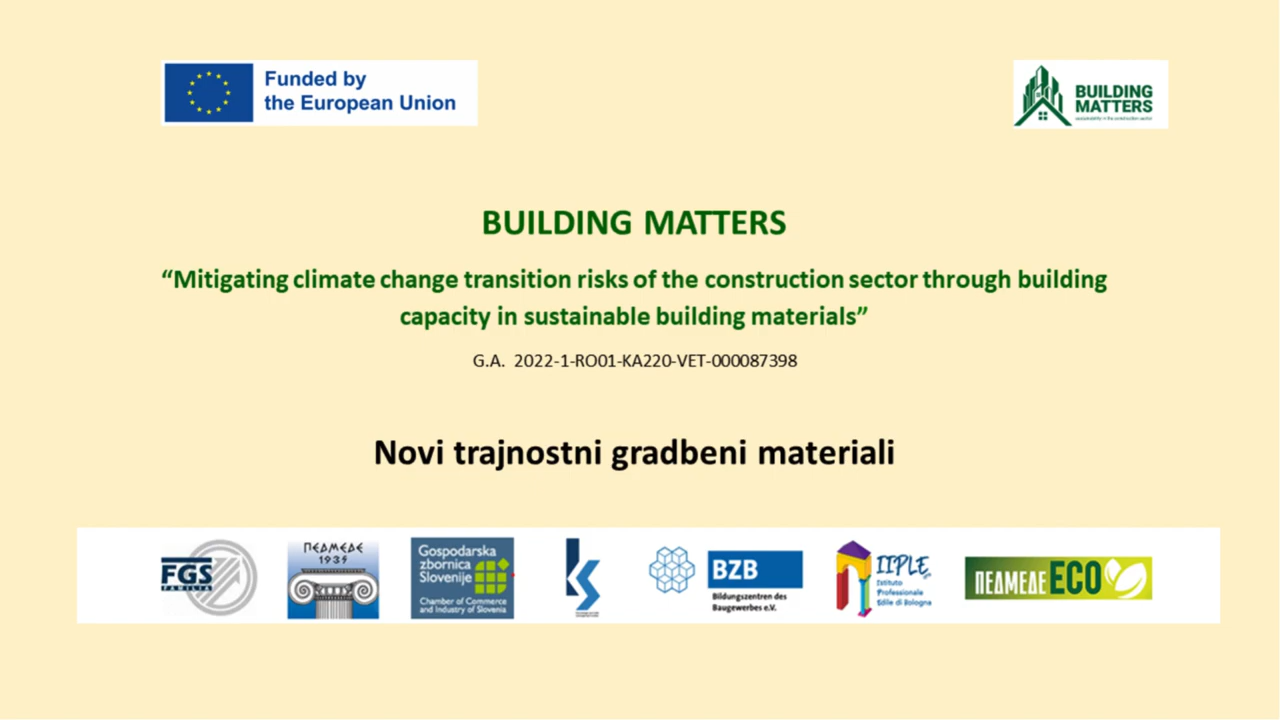 Funded by
the European Union
BUILDING
MATTERS
BUILDING MATTERS
“Mitigating climate change transition risks of the construction sector through building
capacity in sustainable building materials”
G.A. 2022-1-RO01-KA220-VET-000087398
Novi trajnostni gradbeni materiali
FGS
FAMILIA
ΠΕΔΜΕΔΕ
1935
Gospodarska
zbornica
Slovenije
Chamber of Commerce
and Industry of Slovenia
BZB
Bildungszentren des
Baugewerbes e.V.
IIPLE
Istituto
Professionale
Edile di Bologna
ΠΕΔΜΕΔΕ ECO